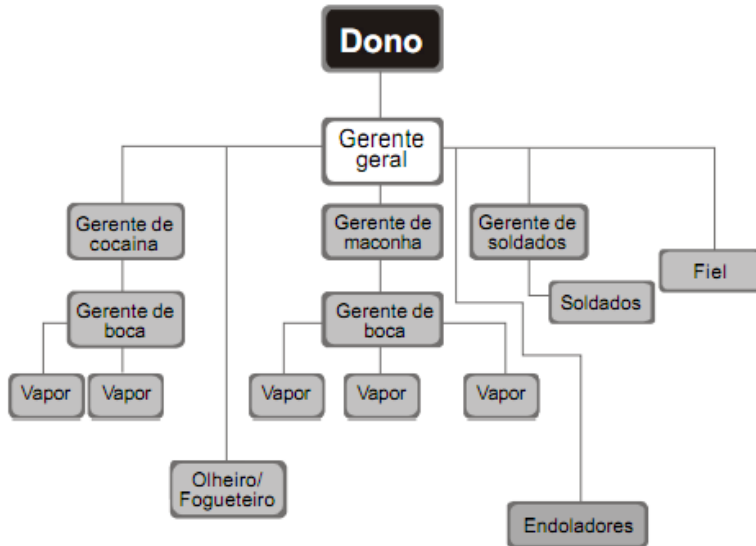 Dono
Gerente
geral
Gerente de
cocaina
Gerente de
maconha
Gerente de
soldados
Fiel
Gerente de
boca
Gerente de
boca
Soldados
Vapor
Vapor
Vapor
Vapor
Vapor
Olheiro/
Fogueteiro
Endoladores